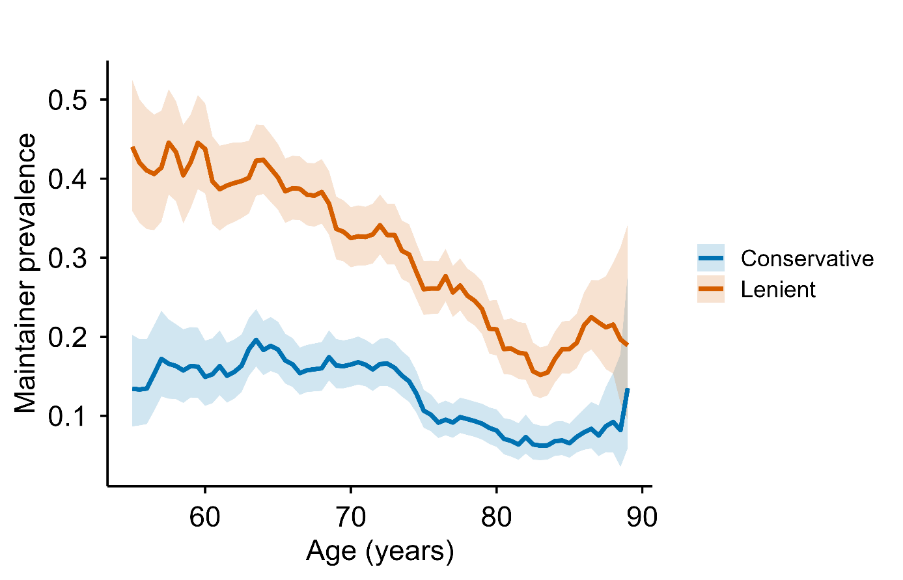 Maintainer prevalence
0.5
0.4
0.3
0.2
0.1
60 70 80 90
Age (years)
Conservative
Lenient